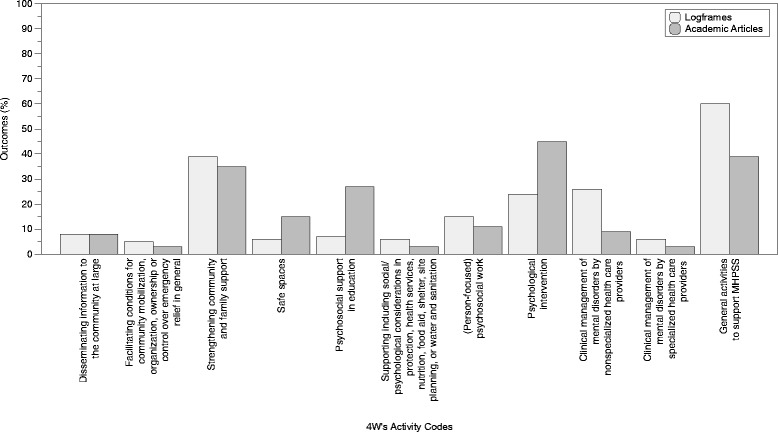 100
90
80
70
60
50
40
30
20
10
0
Outcomes (%)
Logframes
Academic Articles
Disseminating information to
the community at large
Facilitating conditions for
community mobilization,
organization, ownership or
control over emergency
relief in general
Strengthening community
and family support
Safe spaces
Psychosocial support
in education
Supporting including social/
psychological considerations in
protection, health services,
nutrition, food aid, shelter, site
planning, or water and sanitation
(Person-focused)
psychosocial work
Psychological
intervention
Clinical management of
mental disorders by
nonspecialized health care
providers
Clinical management of
mental disorders by
specialized health care
providers
General activities
to support MHPSS
4W's Activity Codes